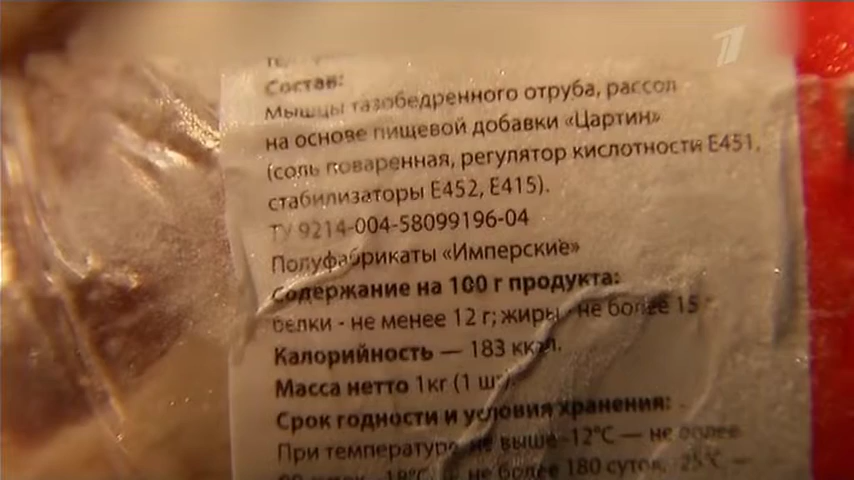 Состав:
Мышцы тазобедренного отруба, рассол
на основе пищевой добавки «Цартин»
(соль поваренная, регулятор кислотности Е451,
стабилизаторы Е452, Е415).
ТУ 9214-004-58099196-04
Полуфабрикаты «Имперские»
Содержание на 100 г продукта:
белки - не менее 12 г; жиры - не более 15
Калорийность — 183 ккал.
Масса нетто 1кг (1 шт).
Срок годности и условия хранения:
При температуре не выше -12°С — не более
-18°С не более 180 суток, -25°С —